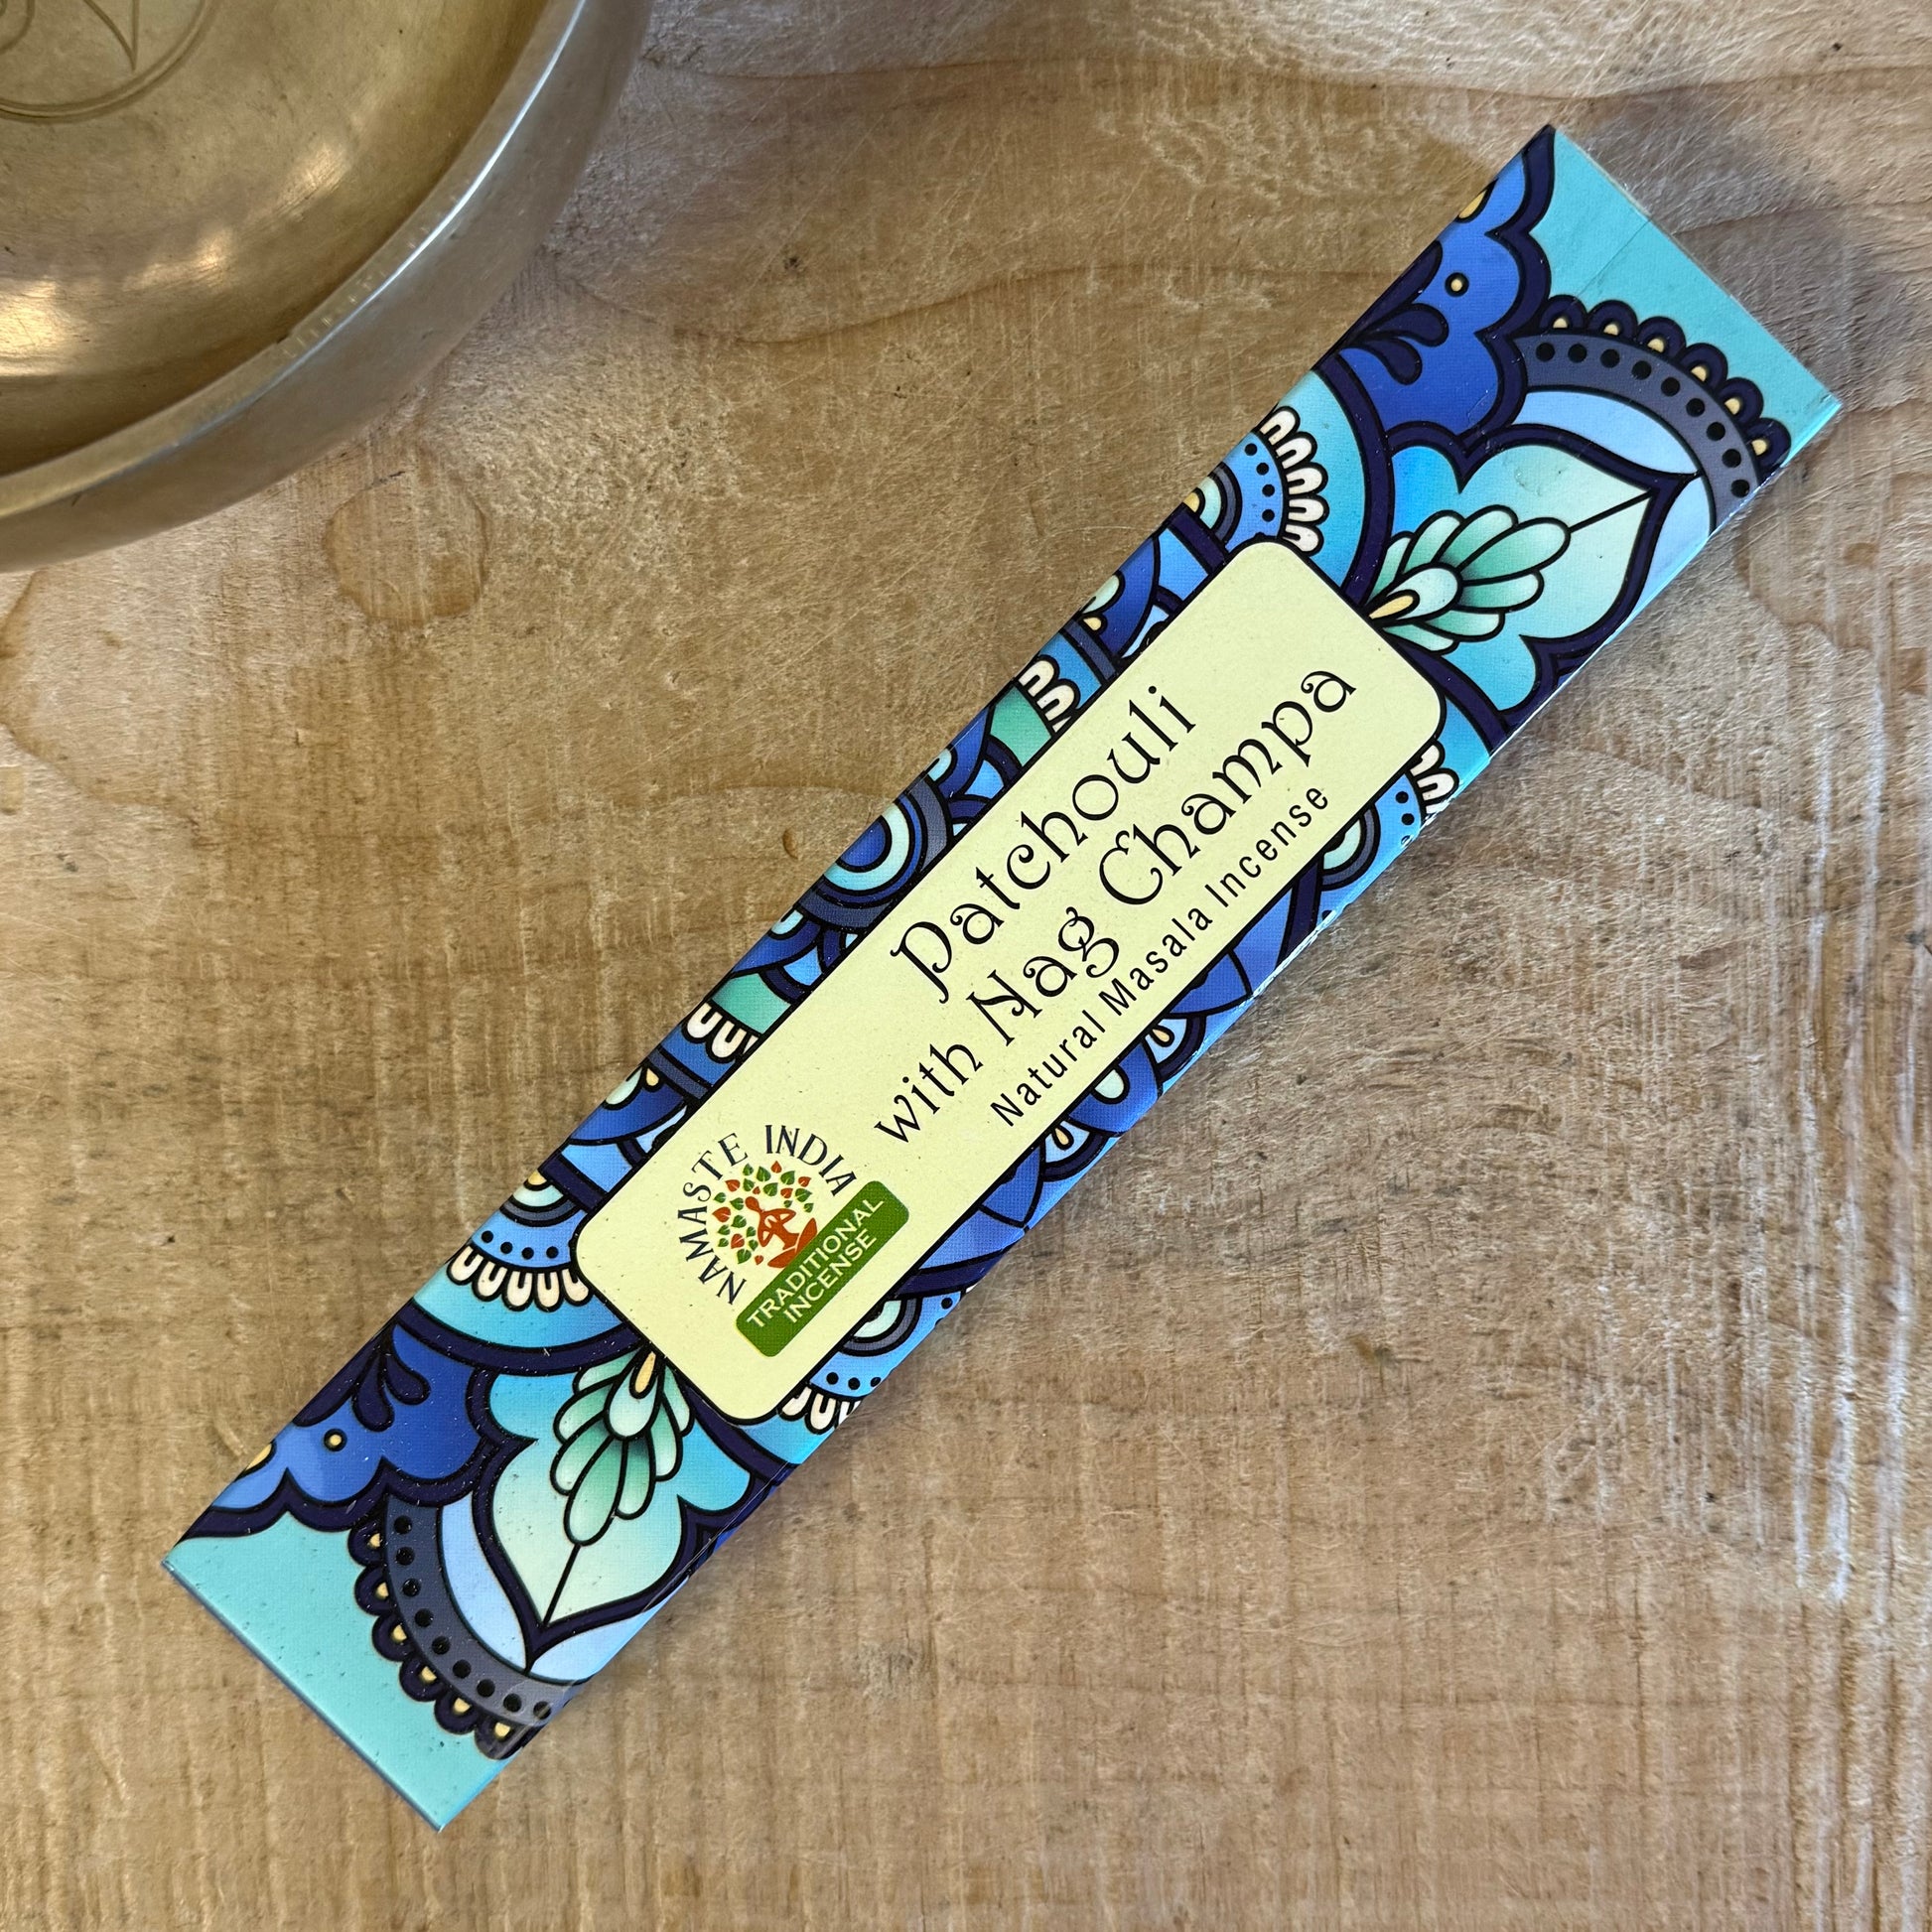 NAMASTE INDIA
TRADITIONAL
INCENSE
Patchouli
with Nag Champa
Natural Masala Incense